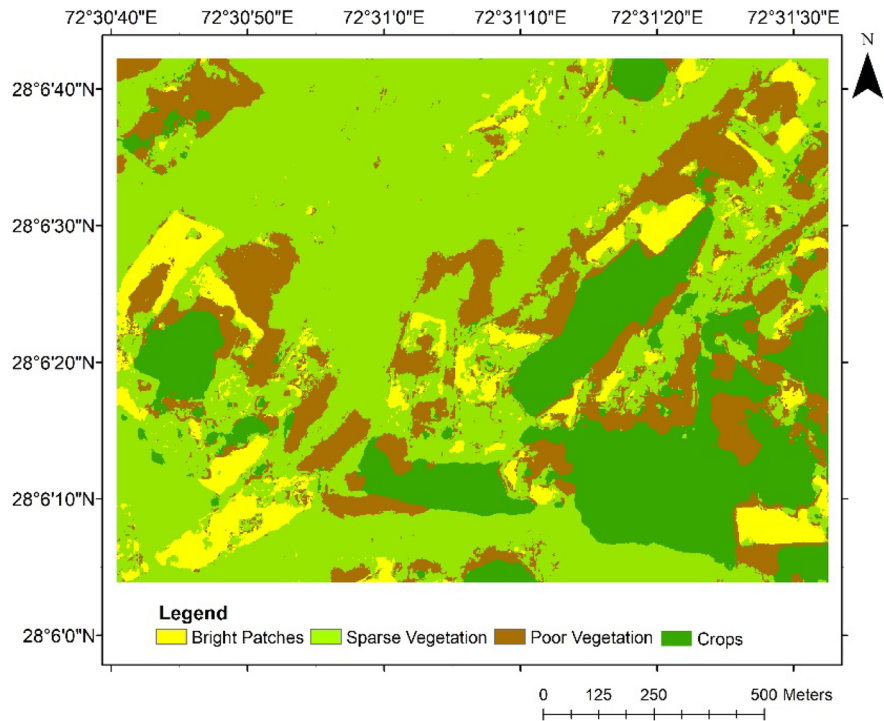 72°30'40"E 72°30'50"E 72°31'0"E 72°31'10"E 72°31'20"E 72°31'30"E
N
28°6'40"N
28°6'30"N
28°6'20"N
28°6'10"N
28°6'0"N
Legend
Bright Patches Sparse Vegetation Poor Vegetation Crops
0 125 250 500 Meters